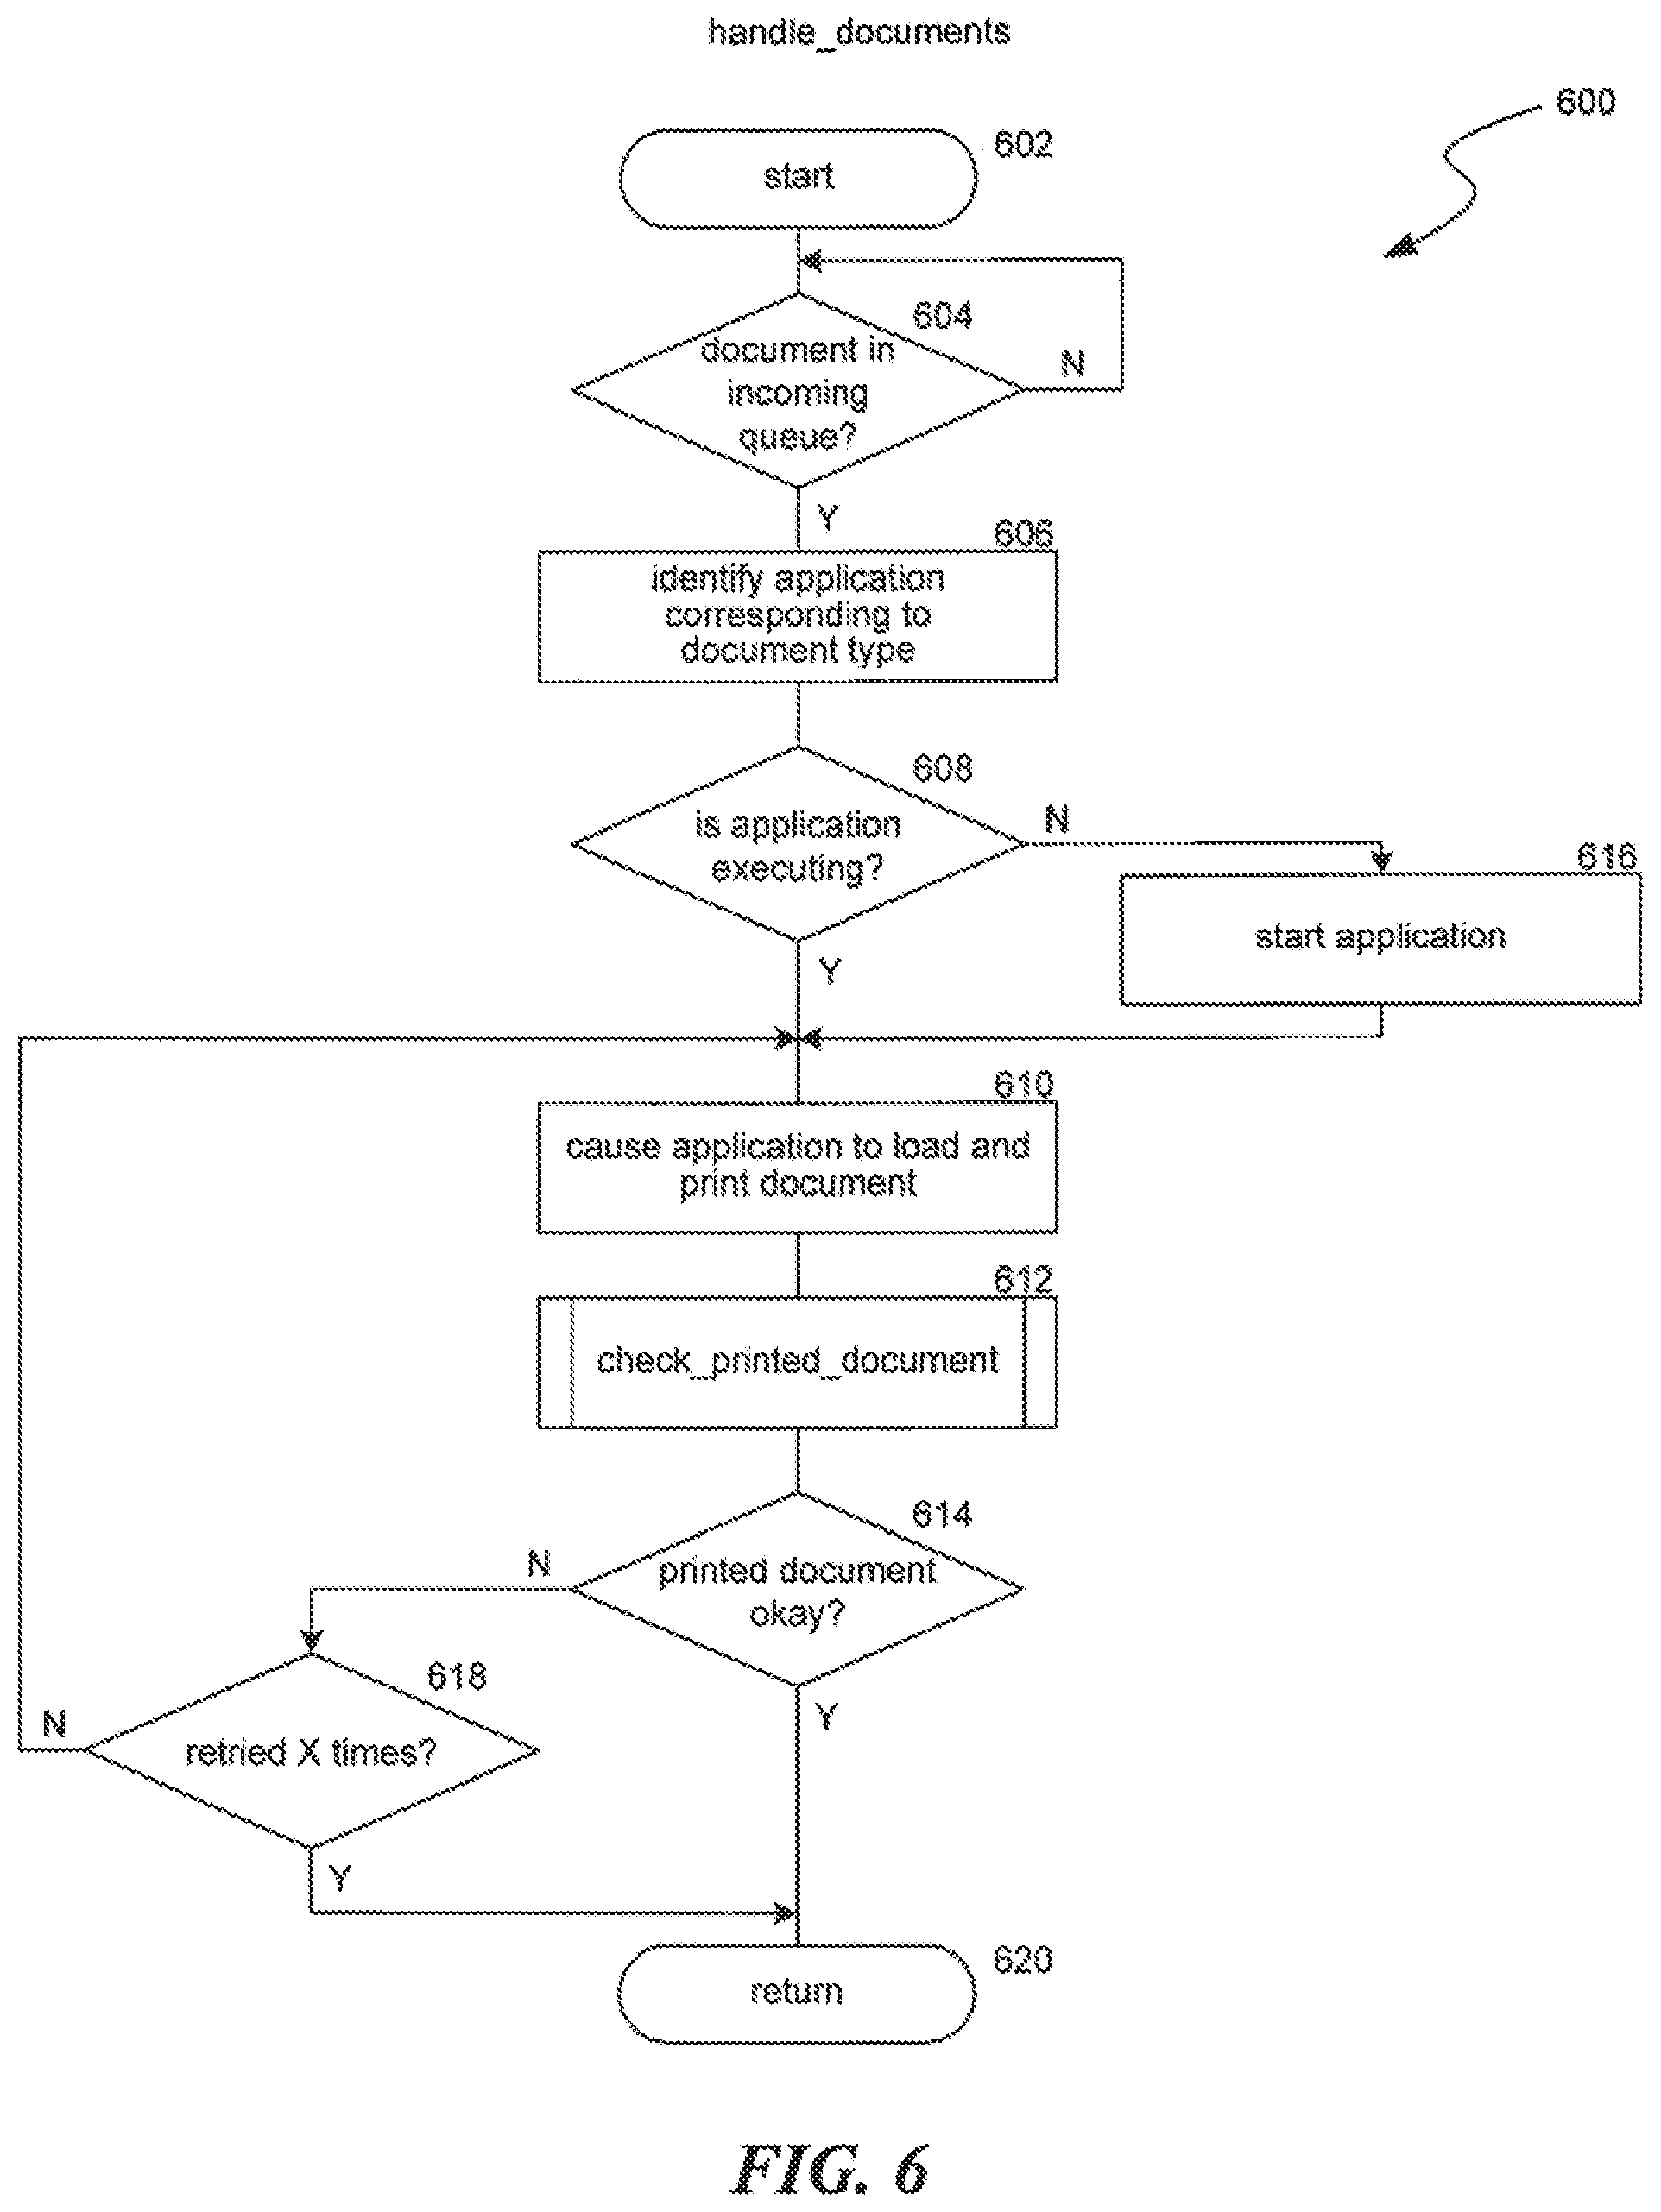 handle_documents
600
602
start
604
document in
incoming
queue?
N
Y
606
identify application
corresponding to
document type
608
is application
executing?
N
616
start application
Y
610
cause application to load and
print document
612
check_printed_document
614
printed document
okay?
N
618
retried X times?
N
Y
Y
620
return
FIG. 6